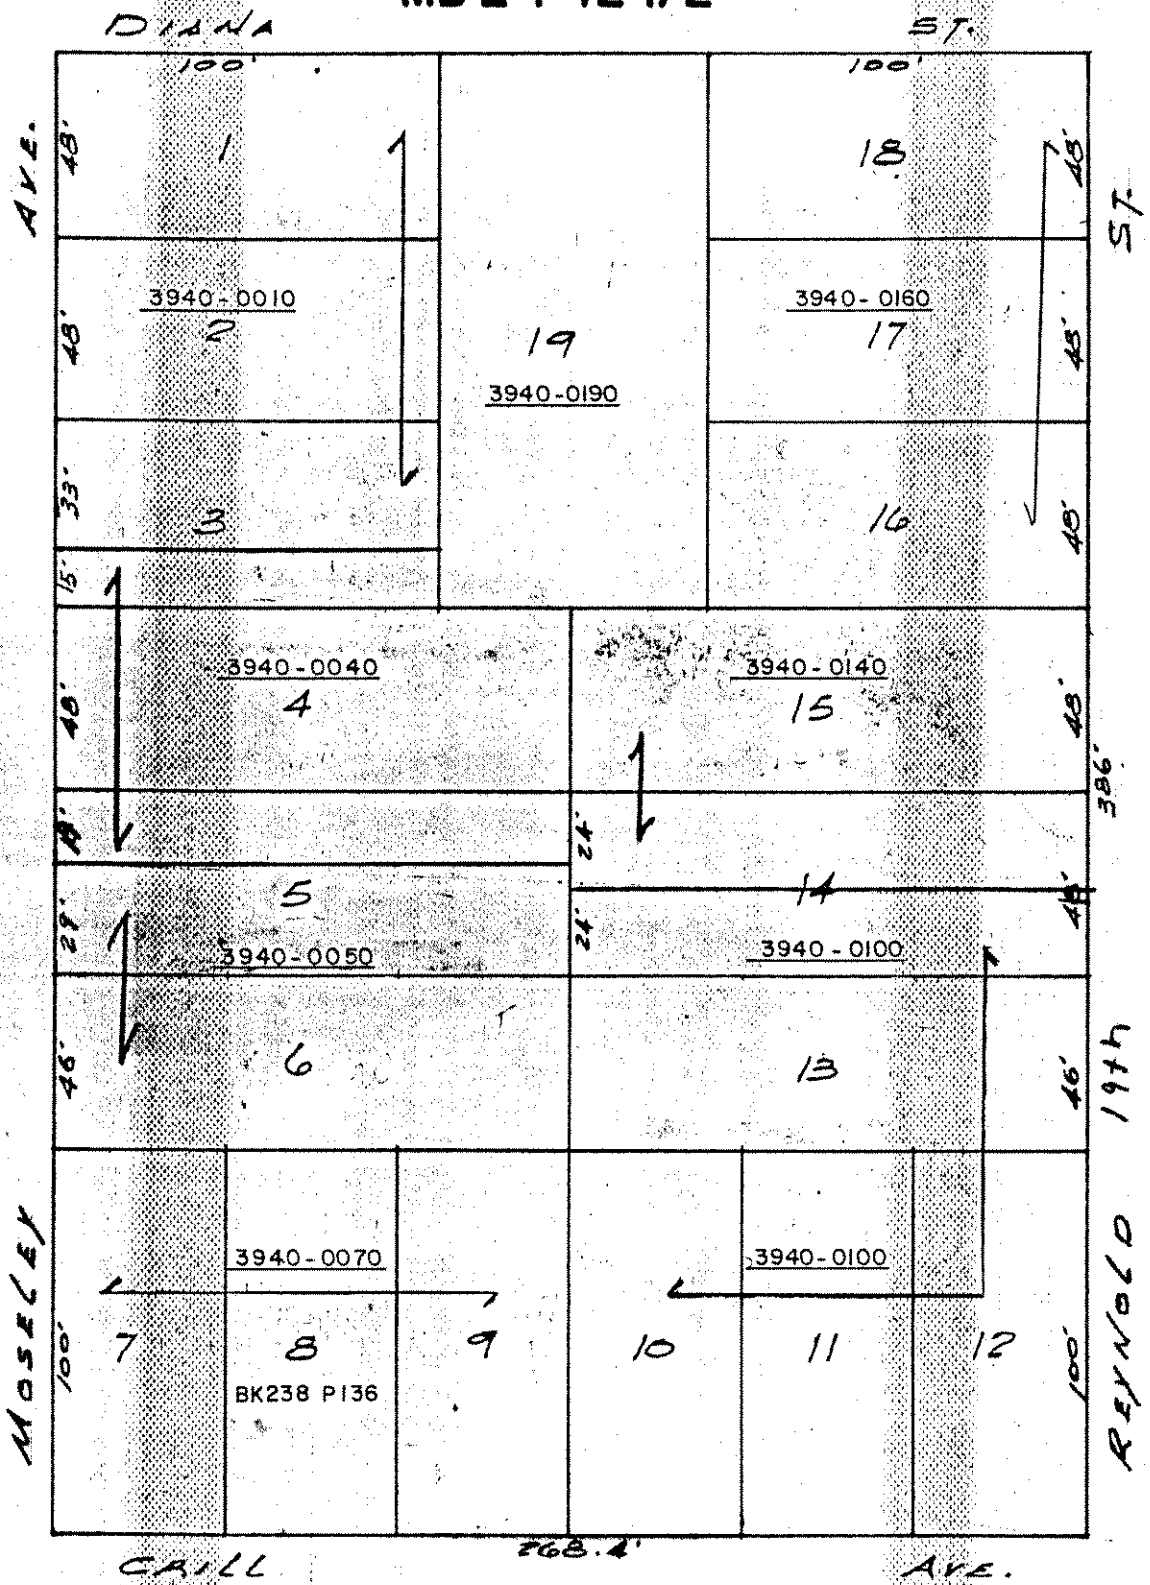 DIANA ST.
100' 100'
AVE.
48' 1 18 48'
ST.
3940-0010 3940-0160
48' 2 19 17 48'
3940-0190
33' 3 16 48'
15'
3940-0040 3940-0140
48' 4 15 48'
386'
24'
5 14 48'
29' 24'
3940-0050 3940-0100
46' 6 13 46'
19th
3940-0070 3940-0100
MOSELEY 100' 7 8 9 10 11 12 100' REYNOLD
BK238 P136
268.4'
CRILL AVE.